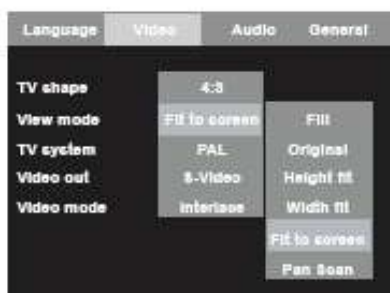 Language Video Audio General
TV shape 4:3
View mode Fit to screen Fill
TV system PAL Original
Video out S-Video Height fit
Video mode Interlace Width fit
Fit to screen
Pan Scan